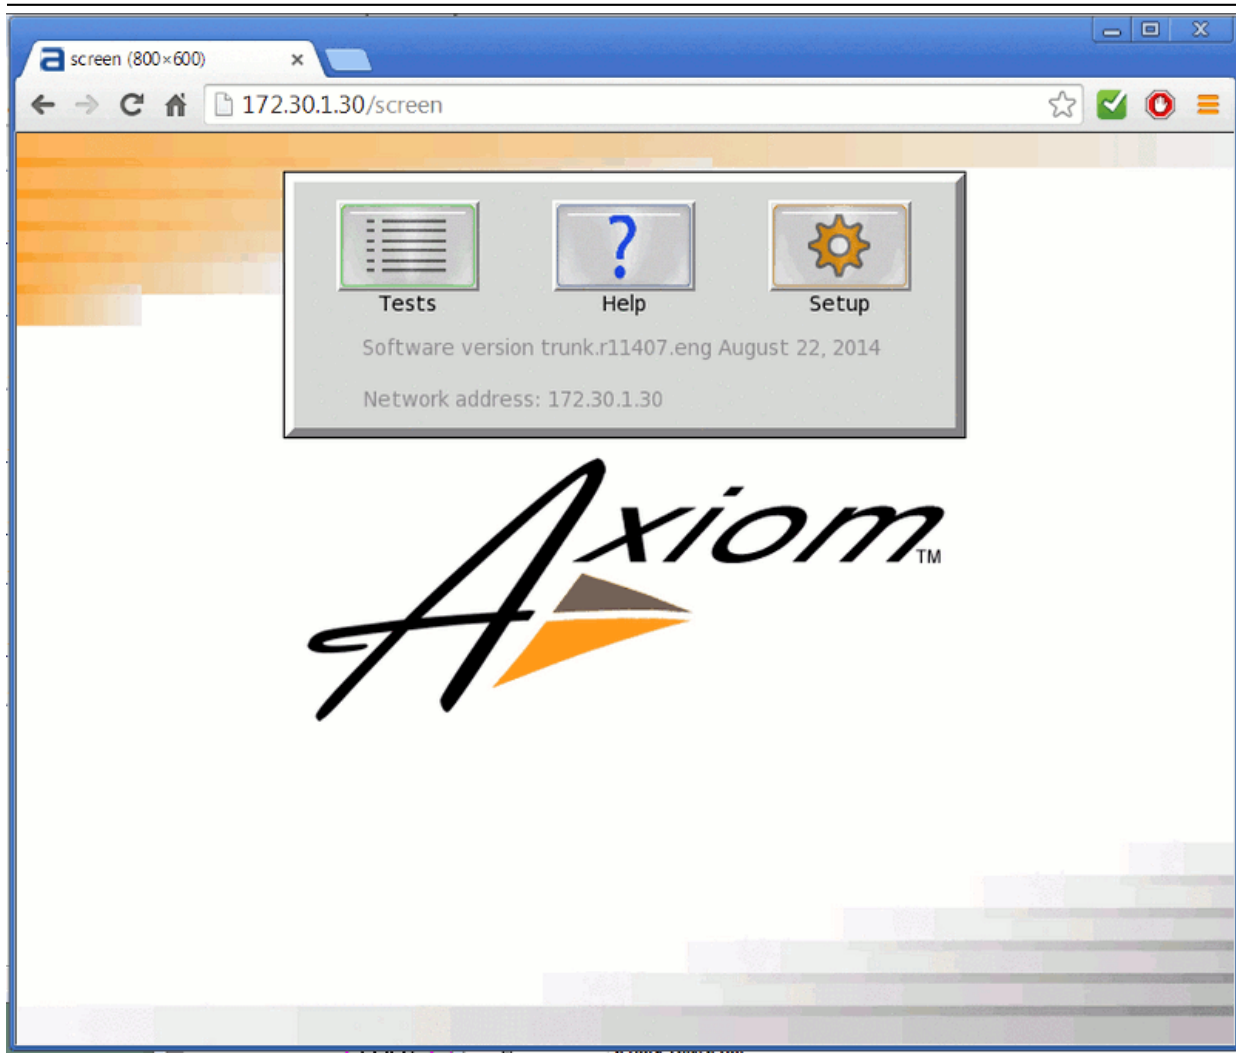 screen (800×600)
172.30.1.30/screen
Tests Help Setup
Software version trunk.r11407.eng August 22, 2014
Network address: 172.30.1.30
Axiom™